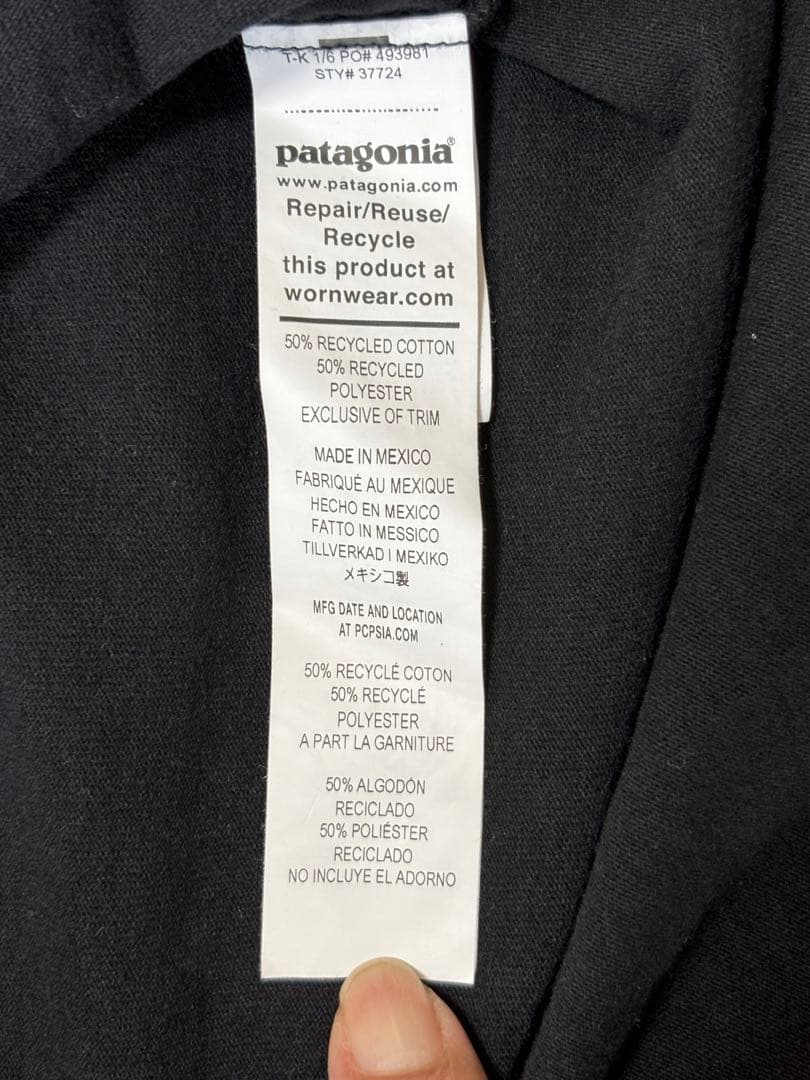 T-K 1/6 PO# 493981
STY# 37724
patagonia®
www.patagonia.com
Repair/Reuse/
Recycle
this product at
wornwear.com
50% RECYCLED COTTON
50% RECYCLED
POLYESTER
EXCLUSIVE OF TRIM
MADE IN MEXICO
FABRIQUÉ AU MEXIQUE
HECHO EN MEXICO
FATTO IN MESSICO
TILLVERKAD I MEXIKO
メキシコ製
MFG DATE AND LOCATION
AT PCPSIA.COM
50% RECYCLÉ COTON
50% RECYCLÉ
POLYESTER
A PART LA GARNITURE
50% ALGODÓN
RECICLADO
50% POLIÉSTER
RECICLADO
NO INCLUYE EL ADORNO